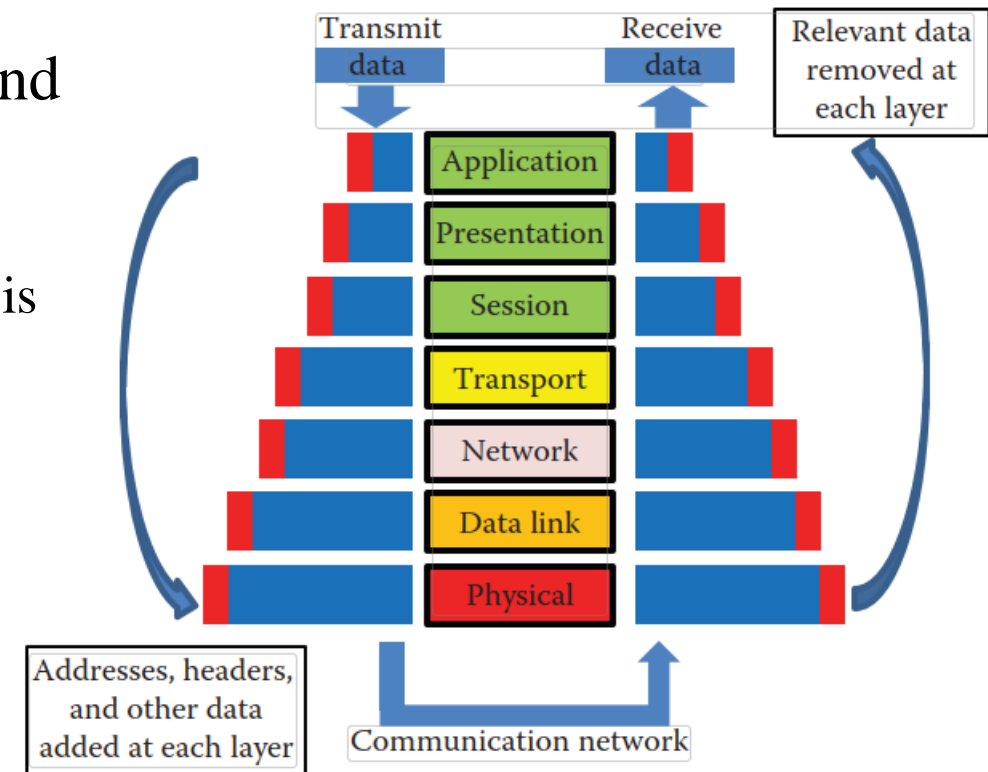 nd
is
Transmit
data
Receive
data
Relevant data
removed at
each layer
Application
Presentation
Session
Transport
Network
Data link
Physical
Addresses, headers,
and other data
added at each layer
Communication network